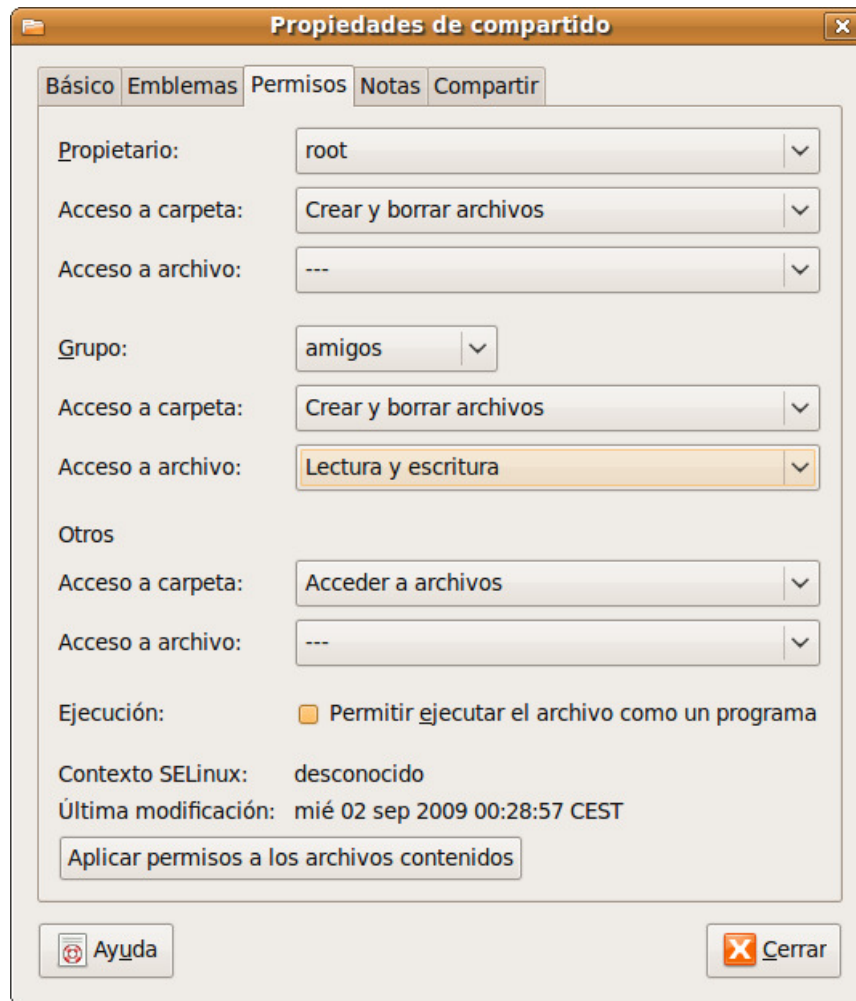 Propiedades de compartido
Básico Emblemas Permisos Notas Compartir
Propietario: root
Acceso a carpeta: Crear y borrar archivos
Acceso a archivo: ---
Grupo: amigos
Acceso a carpeta: Crear y borrar archivos
Acceso a archivo: Lectura y escritura
Otros
Acceso a carpeta: Acceder a archivos
Acceso a archivo: ---
Ejecución: Permitir ejecutar el archivo como un programa
Contexto SELinux: desconocido
Última modificación: mié 02 sep 2009 00:28:57 CEST
Aplicar permisos a los archivos contenidos
Ayuda Cerrar